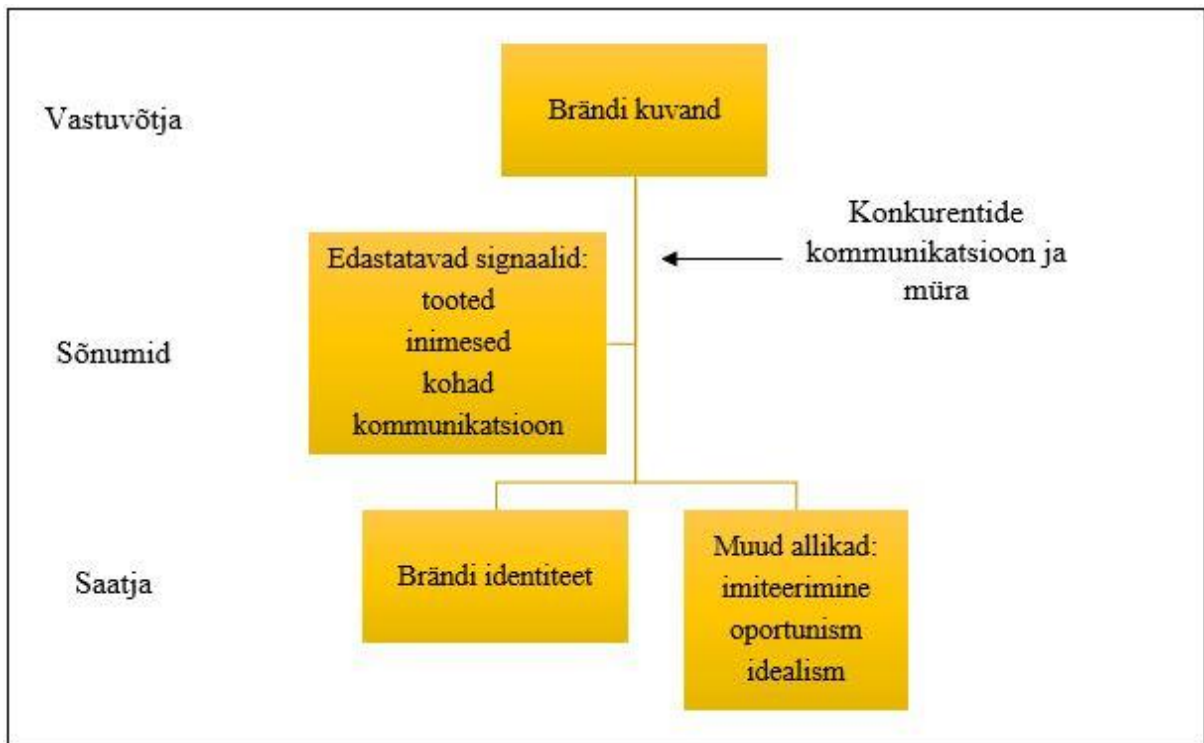 Brändi kuvand
Vastuvõtja
Konkurentide
kommunikatsioon ja
müra
Edastatavad signaalid:
tooted
inimesed
kohad
kommunikatsioon
Sõnumid
Brändi identiteet
Muud allikad:
imiteerimine
oportunism
idealism
Saatja